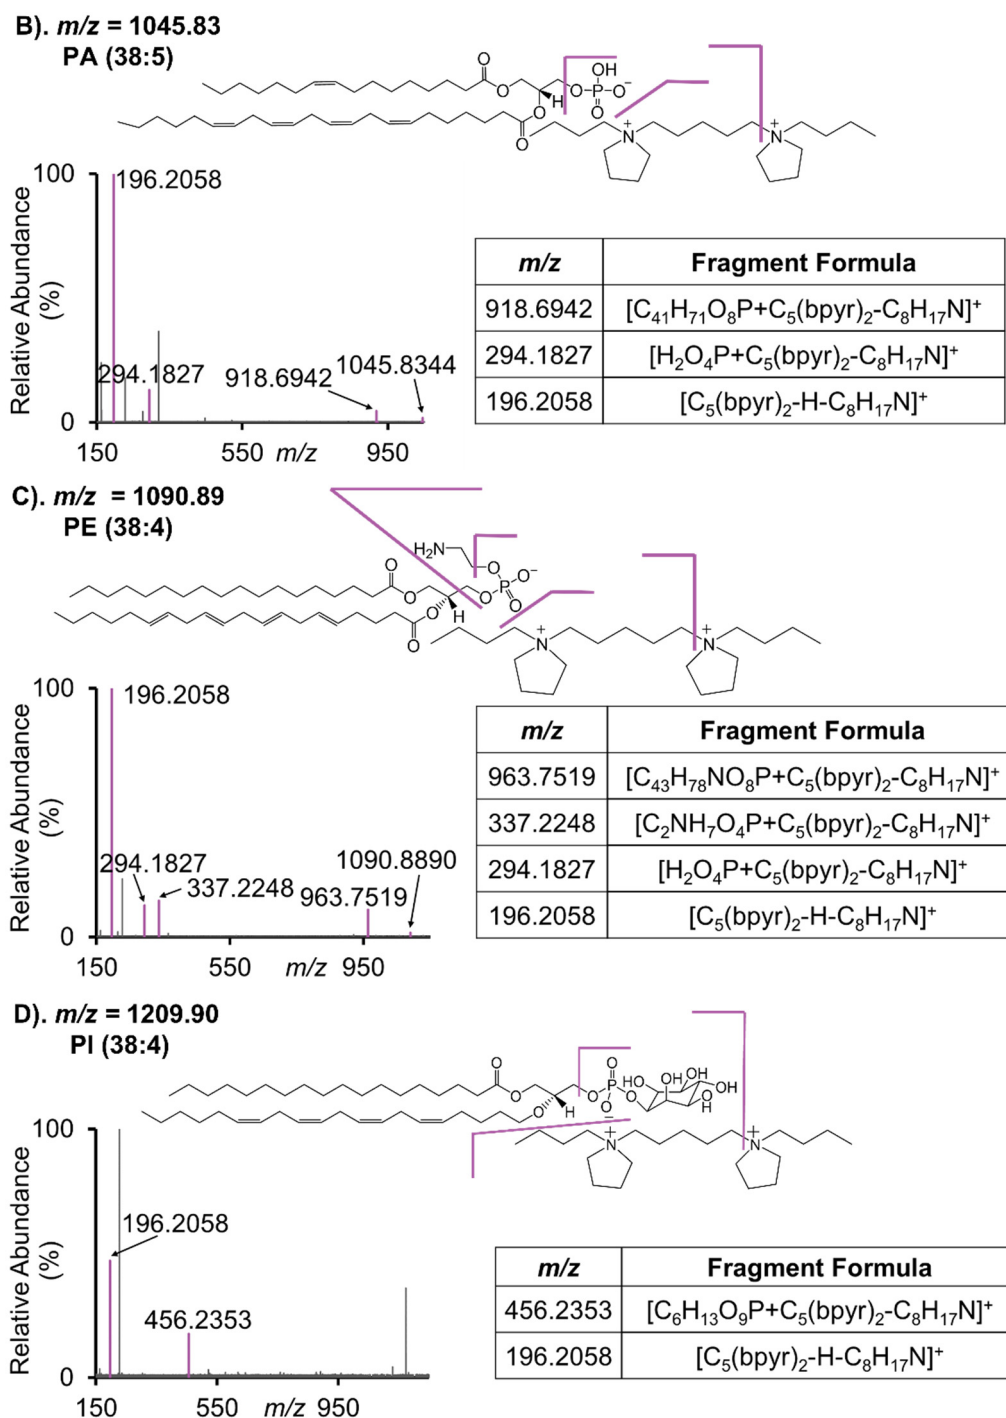 B). m/z = 1045.83
PA (38:5)
O
O
H
O
O
O
OH
P
O⁻
O
N
+
N
+
Relative Abundance
(%)
100
0
196.2058
294.1827
918.6942
1045.8344
150
550
m/z
950
m/z Fragment Formula
918.6942 [C₄₁H₇₁O₈P+C₅(bpyr)₂-C₈H₁₇N]⁺
294.1827 [H₂O₄P+C₅(bpyr)₂-C₈H₁₇N]⁺
196.2058 [C₅(bpyr)₂-H-C₈H₁₇N]⁺
C). m/z = 1090.89
PE (38:4)
H₂N
O
O
O
P
O⁻
O
O
H
O
O
N
+
N
+
Relative Abundance
(%)
100
0
196.2058
294.1827
337.2248
963.7519
1090.8890
150
550
m/z
950
m/z Fragment Formula
963.7519 [C₄₃H₇₈NO₈P+C₅(bpyr)₂-C₈H₁₇N]⁺
337.2248 [C₂NH₇O₄P+C₅(bpyr)₂-C₈H₁₇N]⁺
294.1827 [H₂O₄P+C₅(bpyr)₂-C₈H₁₇N]⁺
196.2058 [C₅(bpyr)₂-H-C₈H₁₇N]⁺
D). m/z = 1209.90
PI (38:4)
O
O
O
H
O
P
O
O
O
−
HO
OH
OH
OH
OH
N
+
N
+
Relative Abundance
(%)
100
0
196.2058
456.2353
150
550
m/z
950
m/z Fragment Formula
456.2353 [C₆H₁₃O₉P+C₅(bpyr)₂-C₈H₁₇N]⁺
196.2058 [C₅(bpyr)₂-H-C₈H₁₇N]⁺